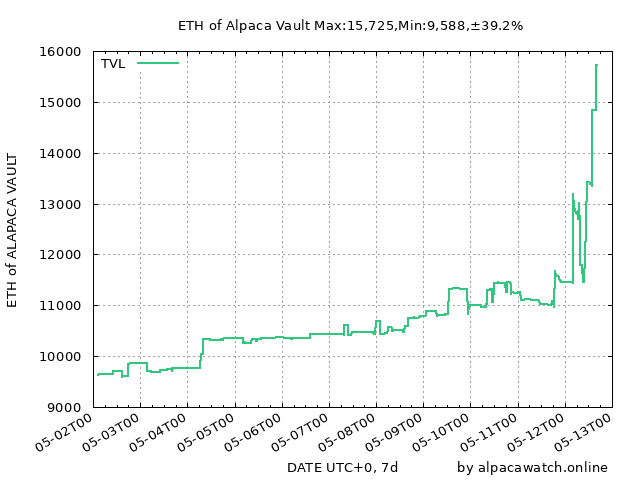 ETH of Alpaca Vault Max:15,725,Min:9,588,±39.2%
TVL
ETH of ALAPACA VAULT
16000
15000
14000
13000
12000
11000
10000
9000
05-02T00
05-03T00
05-04T00
05-05T00
05-06T00
05-07T00
05-08T00
05-09T00
05-10T00
05-11T00
05-12T00
05-13T00
DATE UTC+0, 7d
by alpacawatch.online